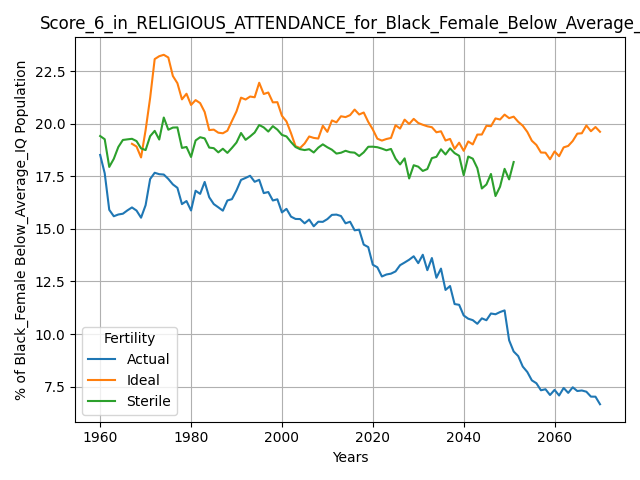 Score_6_in_RELIGIOUS_ATTENDANCE_for_Black_Female_Below_Average_
% of Black_Female Below_Average_IQ Population
22.5
20.0
17.5
15.0
12.5
10.0
7.5
Fertility
Actual
Ideal
Sterile
1960 1980 2000 2020 2040 2060
Years